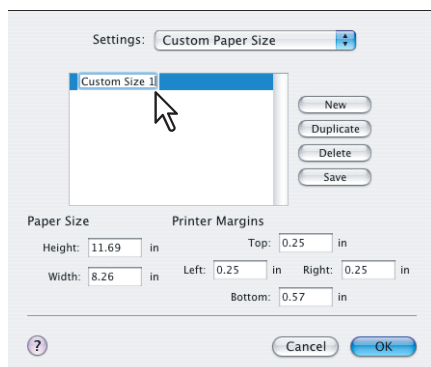 Settings: Custom Paper Size
Custom Size 1
New
Duplicate
Delete
Save
Paper Size
Printer Margins
Height: 11.69 in
Top: 0.25 in
Width: 8.26 in
Left: 0.25 in Right: 0.25 in
Bottom: 0.57 in
? Cancel OK